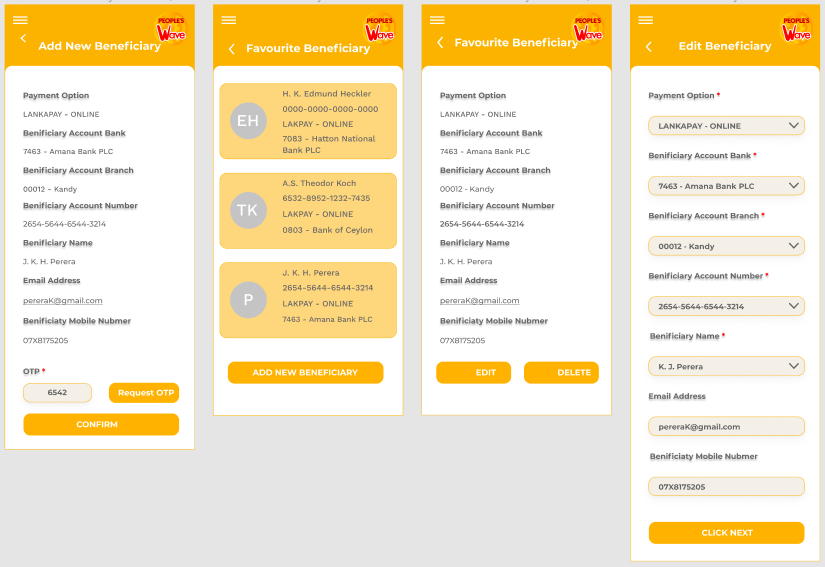 PEOPLE'S
Wave
Add New Beneficiary
Payment Option
LANKAPAY - ONLINE
Benificiary Account Bank
7463 - Amana Bank PLC
Benificiary Account Branch
00012 - Kandy
Benificiary Account Number
2654-5644-6544-3214
Benificiary Name
J. K. H. Perera
Email Address
pereraK@gmail.com
Benificiaty Mobile Nubmer
07X8175205
OTP *
6542
Request OTP
CONFIRM
PEOPLE'S
Wave
Favourite Beneficiary
EH
H. K. Edmund Heckler
0000-0000-0000-0000
LAKPAY - ONLINE
7083 - Hatton National
Bank PLC
TK
A.S. Theodor Koch
6532-8952-1232-7435
LAKPAY - ONLINE
0803 - Bank of Ceylon
P
J. K. H. Perera
2654-5644-6544-3214
LAKPAY - ONLINE
7463 - Amana Bank PLC
ADD NEW BENEFICIARY
PEOPLE'S
Wave
Favourite Beneficiary
Payment Option
LANKAPAY - ONLINE
Benificiary Account Bank
7463 - Amana Bank PLC
Benificiary Account Branch
00012 - Kandy
Benificiary Account Number
2654-5644-6544-3214
Benificiary Name
J. K. H. Perera
Email Address
pereraK@gmail.com
Benificiaty Mobile Nubmer
07X8175205
EDIT
DELETE
PEOPLE'S
Wave
Edit Beneficiary
Payment Option *
LANKAPAY - ONLINE
Benificiary Account Bank *
7463 - Amana Bank PLC
Benificiary Account Branch *
00012 - Kandy
Benificiary Account Number *
2654-5644-6544-3214
Benificiary Name *
K. J. Perera
Email Address
pereraK@gmail.com
Benificiaty Mobile Nubmer
07X8175205
CLICK NEXT